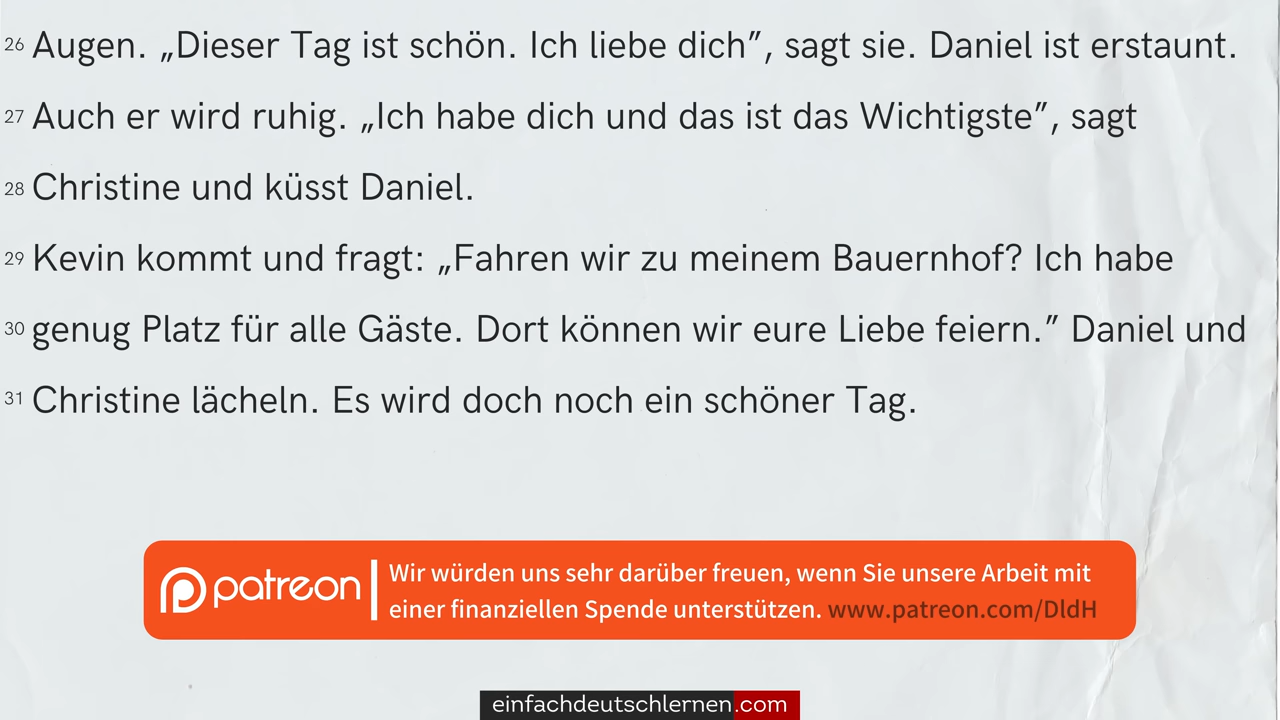 26 Augen. „Dieser Tag ist schön. Ich liebe dich”, sagt sie. Daniel ist erstaunt.
27 Auch er wird ruhig. „Ich habe dich und das ist das Wichtigste”, sagt
28 Christine und küsst Daniel.
29 Kevin kommt und fragt: „Fahren wir zu meinem Bauernhof? Ich habe
30 genug Platz für alle Gäste. Dort können wir eure Liebe feiern.” Daniel und
31 Christine lächeln. Es wird doch noch ein schöner Tag.
patreon
Wir würden uns sehr darüber freuen, wenn Sie unsere Arbeit mit
einer finanziellen Spende unterstützen. www.patreon.com/DldH
einfachdeutschlernen.com